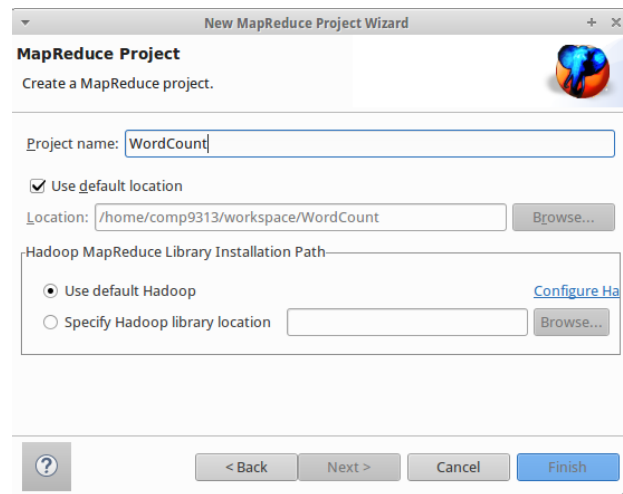 New MapReduce Project Wizard
MapReduce Project
Create a MapReduce project.
Project name: WordCount
Use default location
Location: /home/comp9313/workspace/WordCount Browse...
Hadoop MapReduce Library Installation Path
Use default Hadoop Configure Ha
Specify Hadoop library location Browse...
? < Back Next > Cancel Finish